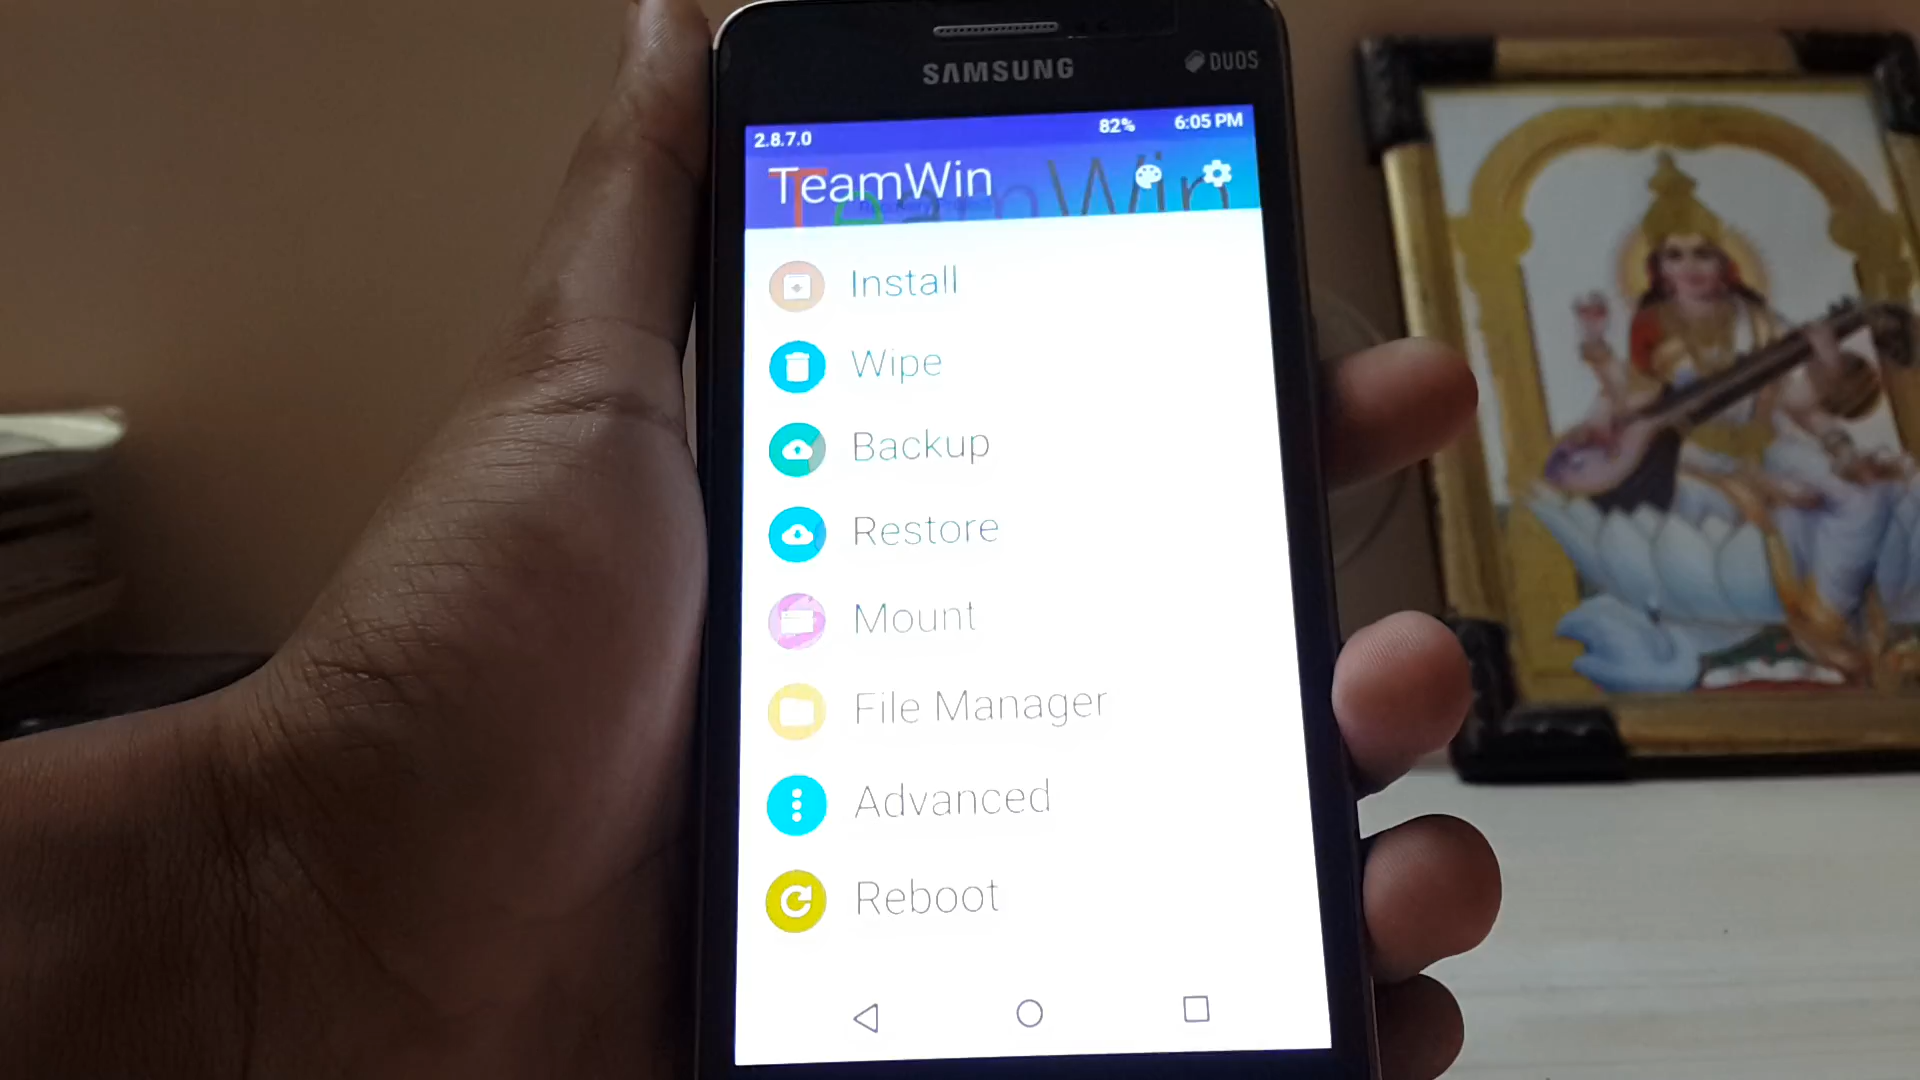 SAMSUNG
DUOS
2.8.7.0 82% 6:05 PM
TeamWin
TeamWin
Install
Wipe
Backup
Restore
Mount
File Manager
Advanced
Reboot